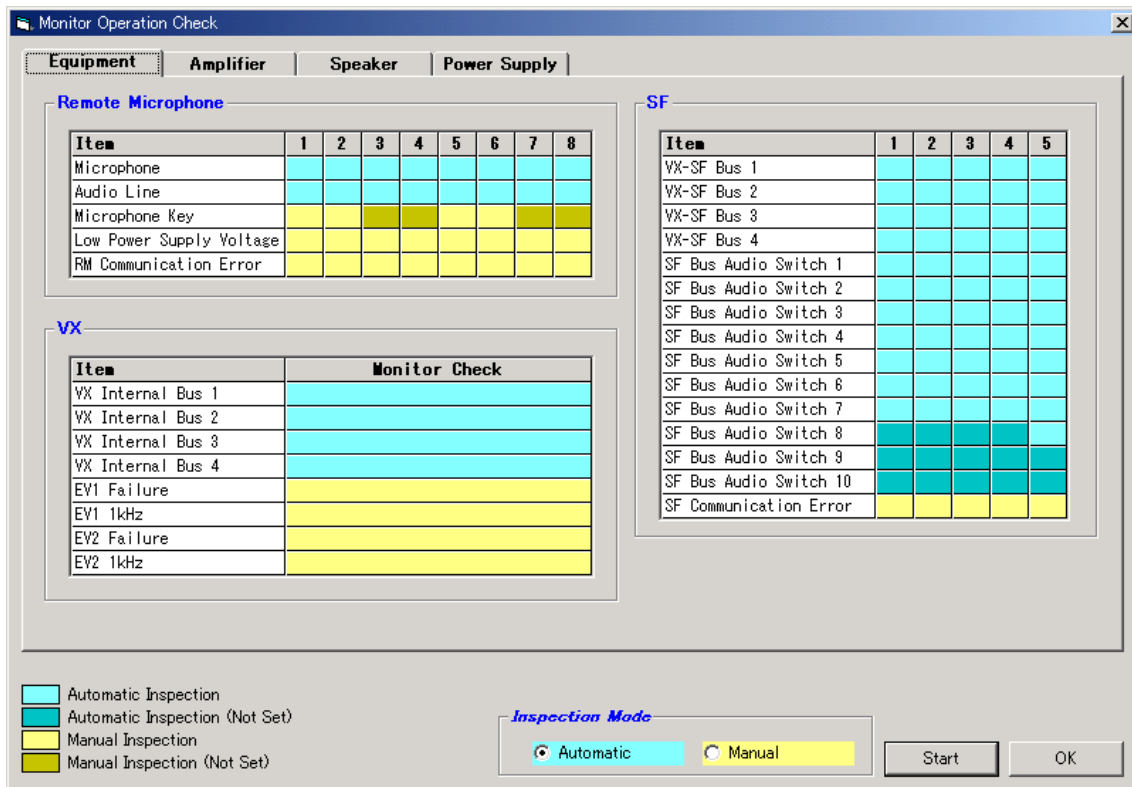 Monitor Operation Check
Equipment Amplifier Speaker Power Supply
Remote Microphone
Item 1 2 3 4 5 6 7 8
Microphone
Audio Line
Microphone Key
Low Power Supply Voltage
RM Communication Error
VX
Item Monitor Check
VX Internal Bus 1
VX Internal Bus 2
VX Internal Bus 3
VX Internal Bus 4
EV1 Failure
EV1 1kHz
EV2 Failure
EV2 1kHz
SF
Item 1 2 3 4 5
VX-SF Bus 1
VX-SF Bus 2
VX-SF Bus 3
VX-SF Bus 4
SF Bus Audio Switch 1
SF Bus Audio Switch 2
SF Bus Audio Switch 3
SF Bus Audio Switch 4
SF Bus Audio Switch 5
SF Bus Audio Switch 6
SF Bus Audio Switch 7
SF Bus Audio Switch 8
SF Bus Audio Switch 9
SF Bus Audio Switch 10
SF Communication Error
Automatic Inspection
Automatic Inspection (Not Set)
Manual Inspection
Manual Inspection (Not Set)
Inspection Mode
Automatic Manual
Start OK